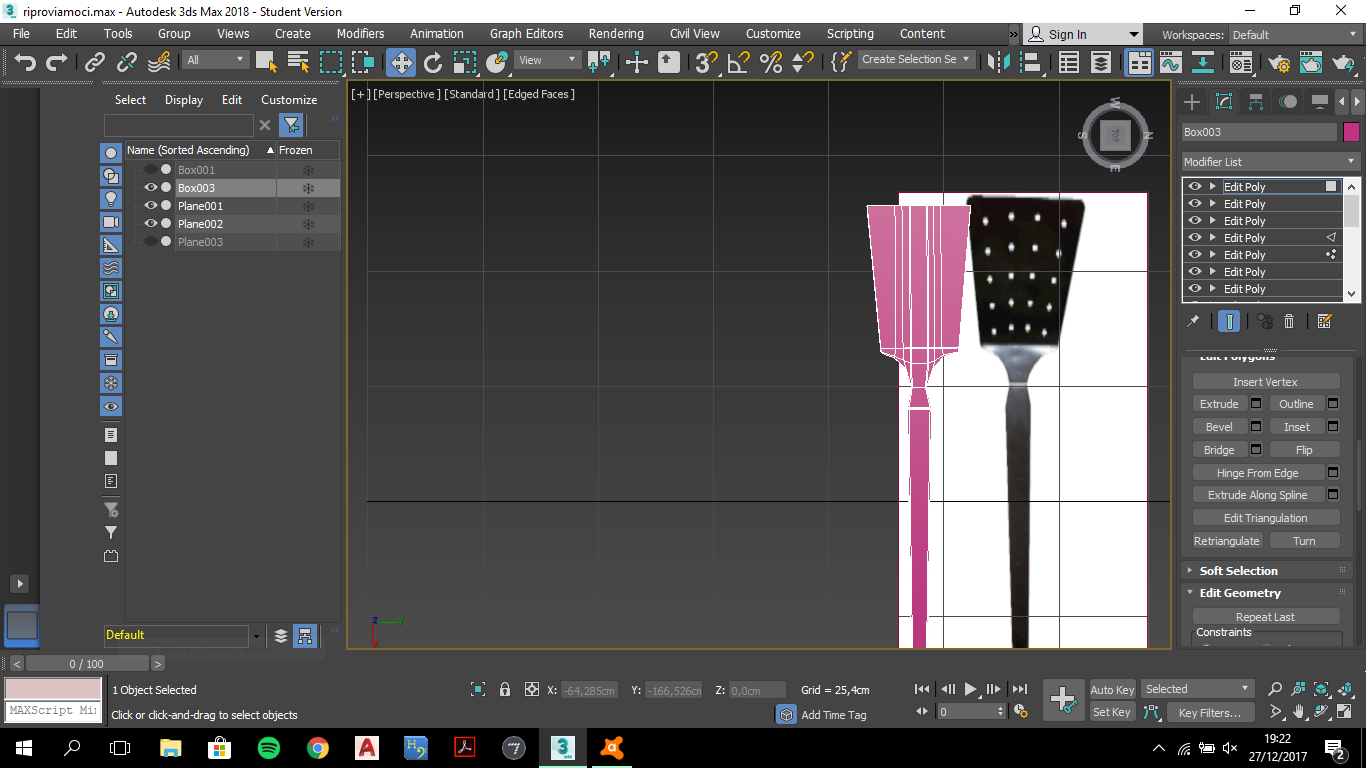 riproviamoci.max - Autodesk 3ds Max 2018 - Student Version
File Edit Tools Group Views Create Modifiers Animation Graph Editors Rendering Civil View Customize Scripting Content » Sign In Workspaces: Default
All View Create Selection Se
Select Display Edit Customize
Name (Sorted Ascending) Frozen
Box001
Box003
Plane001
Plane002
Plane003
Default
[+] [Perspective] [Standard] [Edged Faces]
W
S TOP N
E
z y
x
Box003
Modifier List
Edit Poly
Edit Poly
Edit Poly
Edit Poly
Edit Poly
Edit Poly
Edit Poly
Edit Polygons
Insert Vertex
Extrude Outline
Bevel Inset
Bridge Flip
Hinge From Edge
Extrude Along Spline
Edit Triangulation
Retriangulate Turn
Soft Selection
Edit Geometry
Repeat Last
Constraints
< 0 / 100 >
1 Object Selected X: -64,285cm Y: -166,526cm Z: 0,0cm Grid = 25,4cm Auto Key Selected
MAXScript Mi Click or click-and-drag to select objects Add Time Tag 0 Set Key Key Filters...
19:22
27/12/2017
2